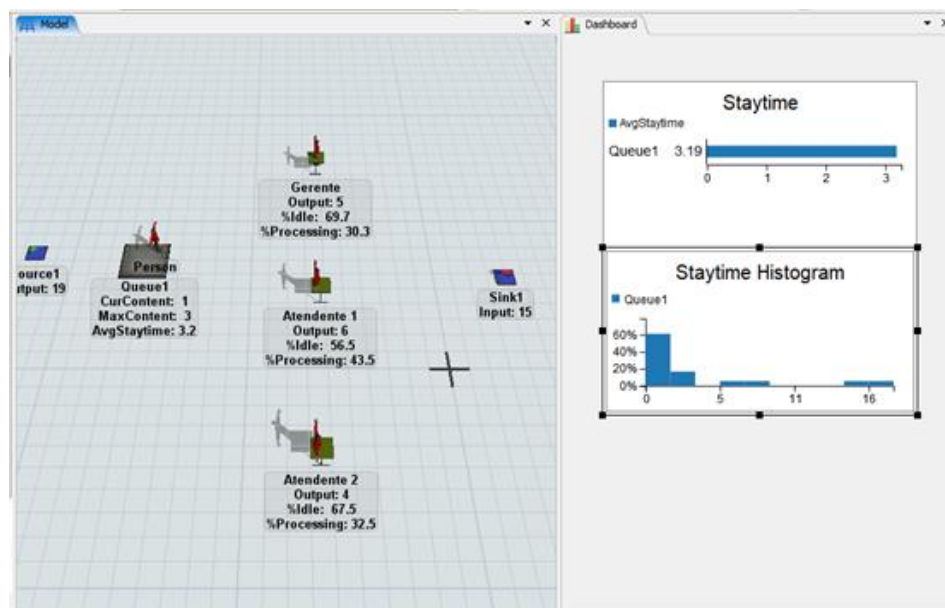 Model
Dashboard
Gerente
Output: 5
%Idle: 69.7
%Processing: 30.3
Person
ource1
tput: 19
Queue1
CurContent: 1
MaxContent: 3
AvgStaytime: 3.2
Atendente 1
Output: 6
%Idle: 56.5
%Processing: 43.5
Sink1
Input: 15
Atendente 2
Output: 4
%Idle: 67.5
%Processing: 32.5
Staytime
AvgStaytime
Queue1 3.19
0 1 2 3
Staytime Histogram
Queue1
60%
40%
20%
0%
0 5 11 16